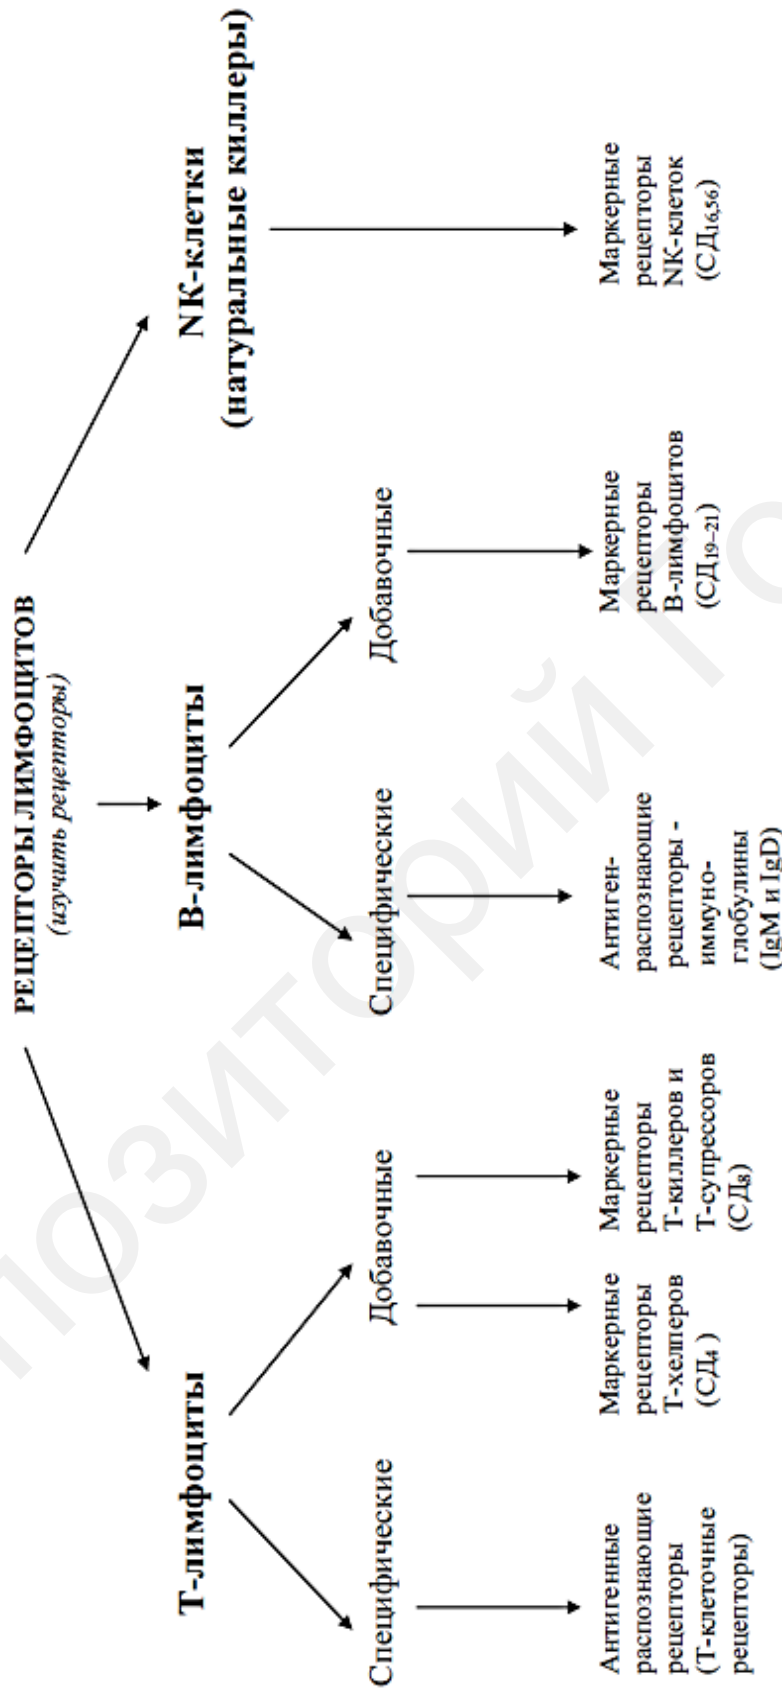 РЕЦЕПТОРЫ ЛИМФОЦИТОВ
(изучить рецепторы)
Т-лимфоциты
В-лимфоциты
NK-клетки
(натуральные киллеры)
Специфические
Добавочные
Специфические
Добавочные
Антигенные
распознающие
рецепторы
(Т-клеточные
рецепторы)
Маркерные
рецепторы
Т-хелперов
(СД4 )
Маркерные
рецепторы
Т-киллеров и
Т-супрессоров
(СД8)
Антиген-
распознающие
рецепторы -
иммуно-
глобулины
(IgM и IgD)
Маркерные
рецепторы
В-лимфоцитов
(СД19–21)
Маркерные
рецепторы
NK-клеток
(СД16,56)
ПОЗИТОРИЙ Г